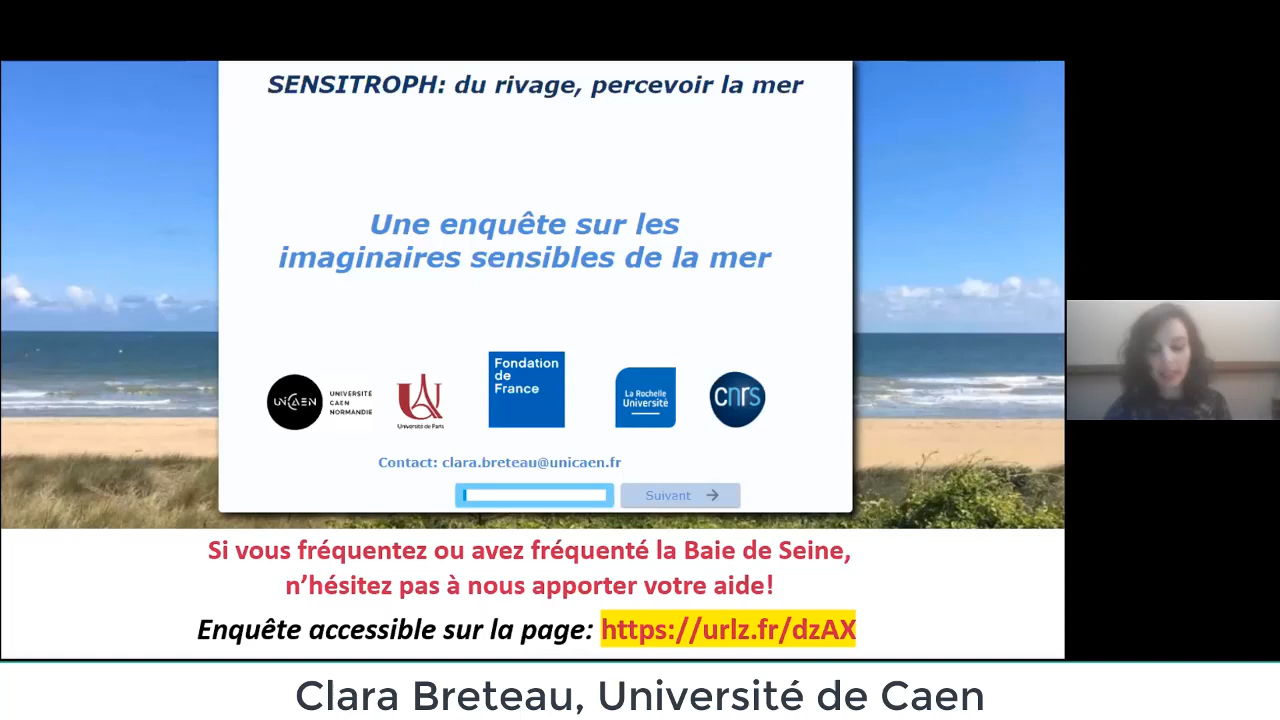 SENSITROPH: du rivage, percevoir la mer
Une enquête sur les
imaginaires sensibles de la mer
UNICAEN
UNIVERSITÉ
CAEN
NORMANDIE
Université de Paris
Fondation
de
France
La Rochelle
Université
cnrs
Contact: clara.breteau@unicaen.fr
Suivant
Si vous fréquentez ou avez fréquenté la Baie de Seine,
n’hésitez pas à nous apporter votre aide!
Enquête accessible sur la page: https://urlz.fr/dzAX
Clara Breteau, Université de Caen